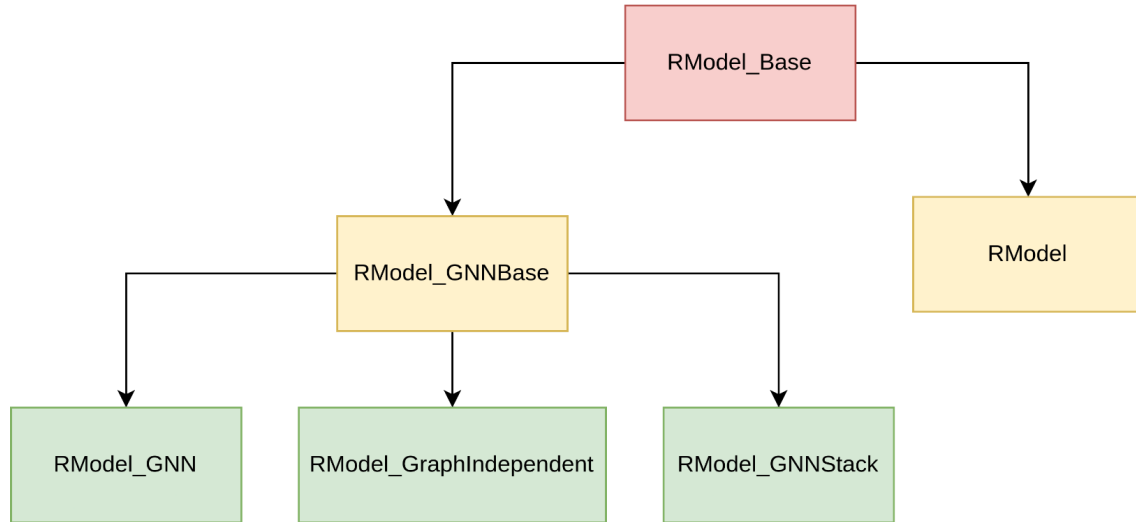 RModel_Base
RModel_GNNBase
RModel
RModel_GNN
RModel_GraphIndependent
RModel_GNNStack